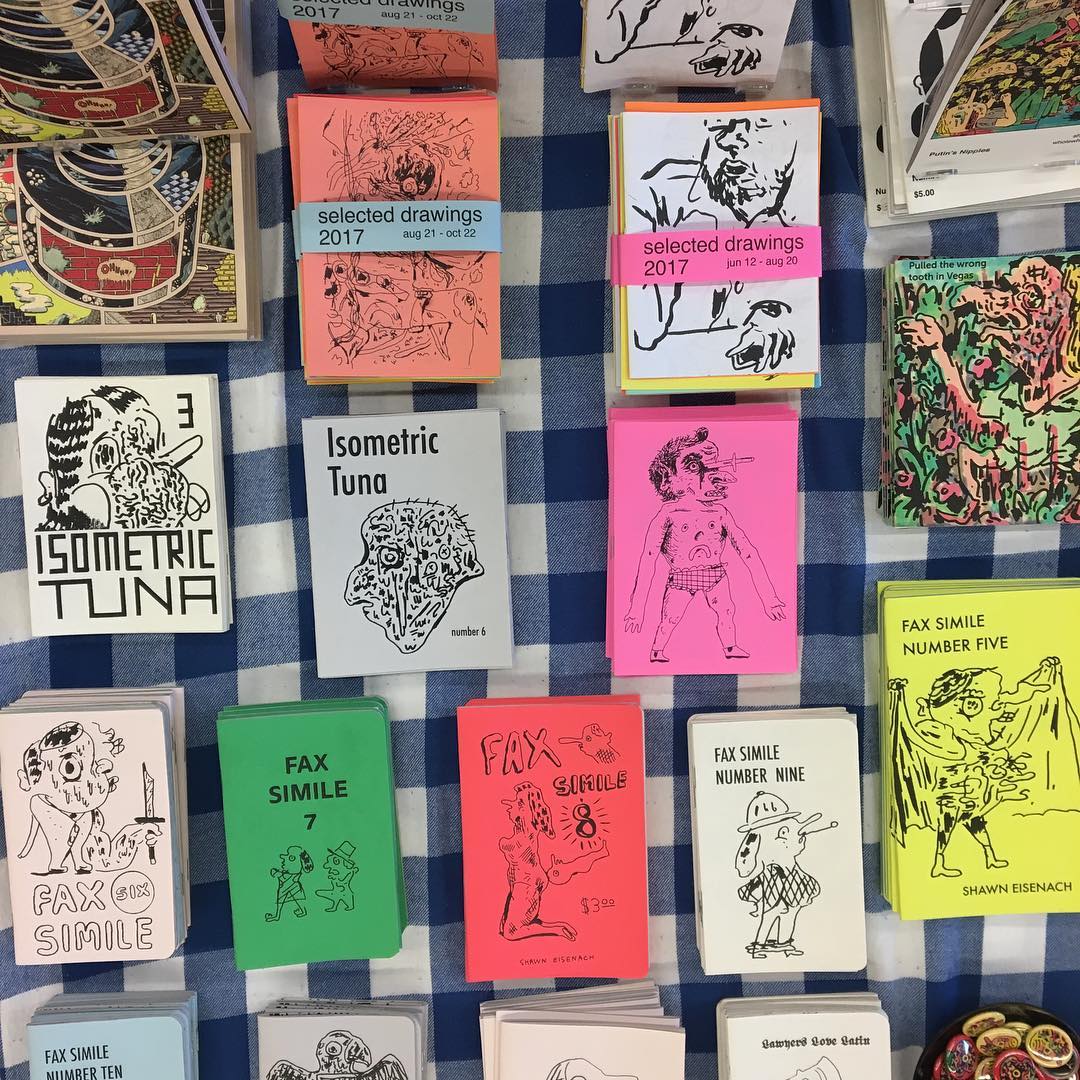 selected drawings
2017 aug 21 - oct 22
Putin's Nipples
$5.00
OHHHH!
selected drawings
2017 aug 21 - oct 22
selected drawings
2017 jun 12 - aug 20
OHHHH!
Pulled the wrong
tooth in Vegas
3
ISOMETRIC
TUNA
Isometric
Tuna
number 6
FAX SIMILE
NUMBER FIVE
SHAWN EISENACH
FAX SIX
SIMILE
FAX
SIMILE
7
FAX
SIMILE
8
$3.00
SHAWN EISENACH
FAX SIMILE
NUMBER NINE
FAX SIMILE
NUMBER TEN
Lawyers Love Latin